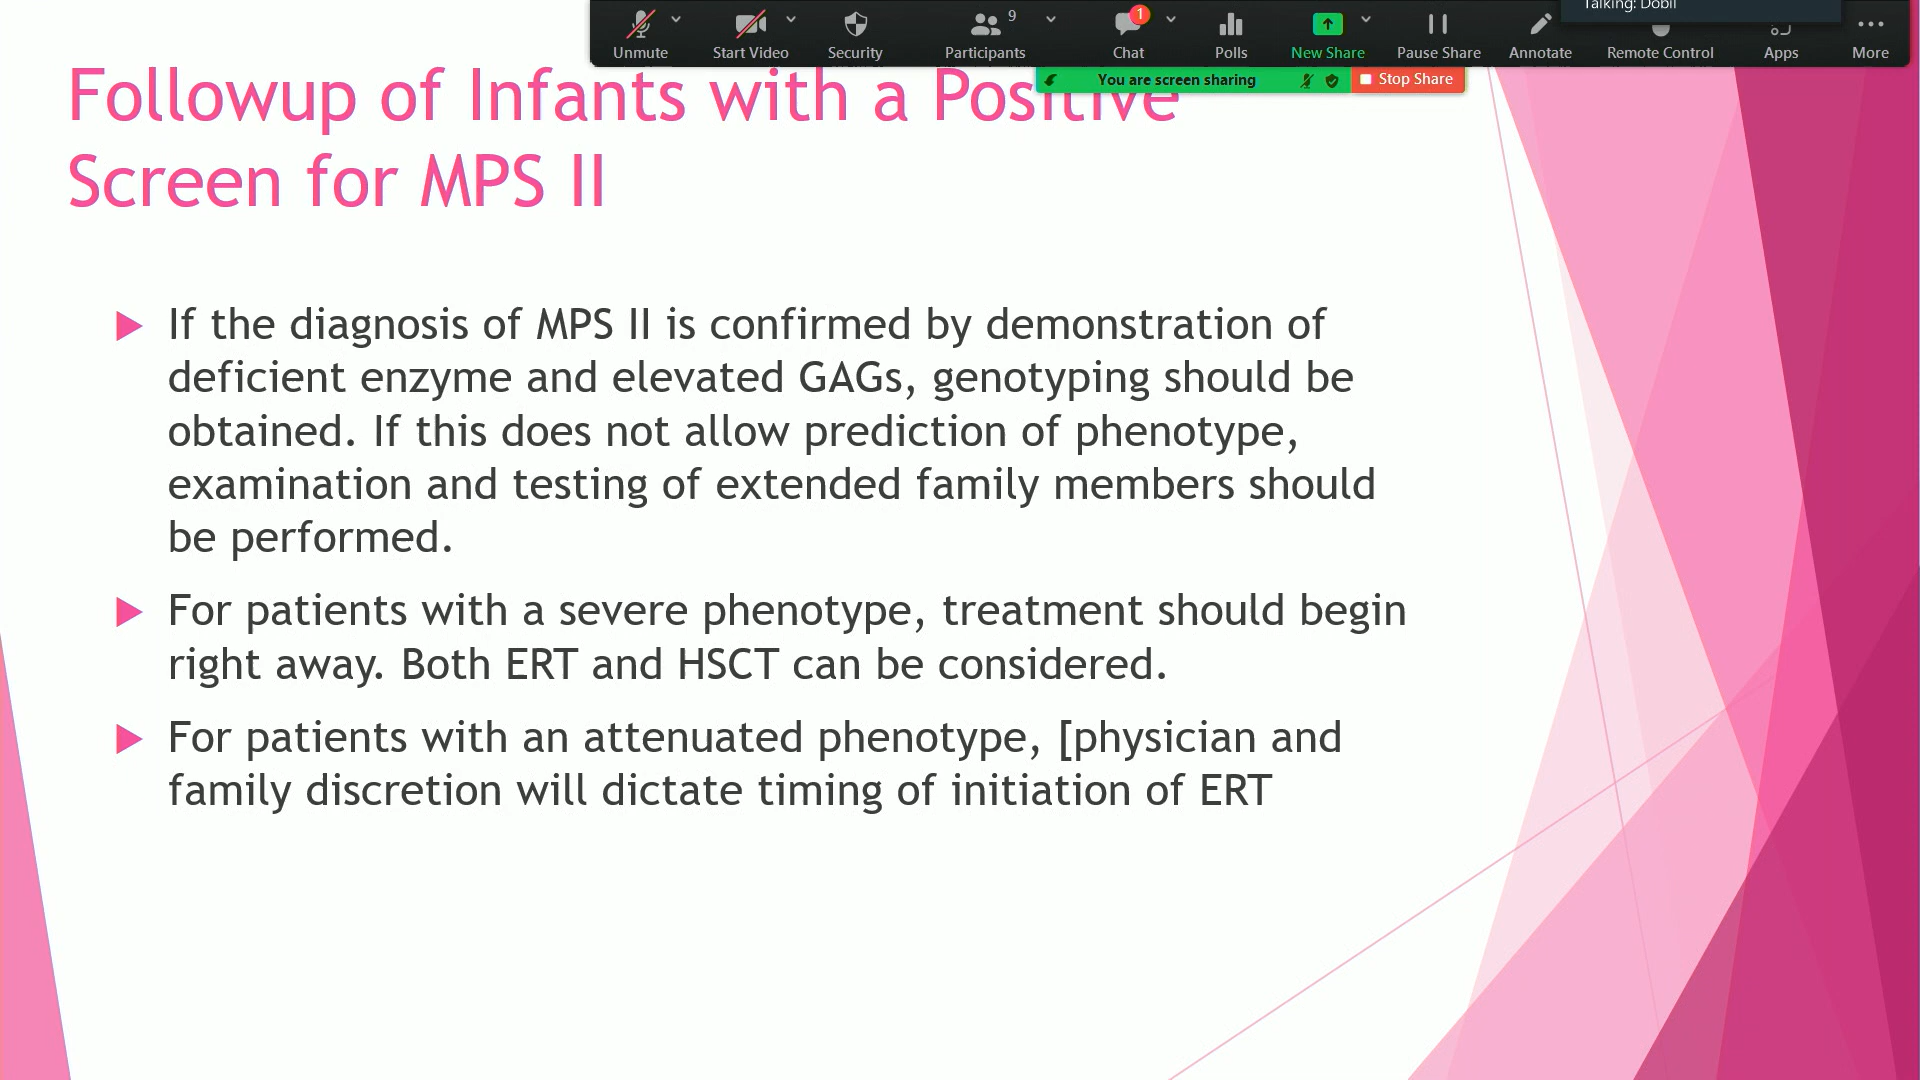 Talking: Dobil
9
1
Unmute Start Video Security Participants Chat Polls New Share Pause Share Annotate Remote Control Apps More
You are screen sharing Stop Share
Followup of Infants with a Positive
Screen for MPS II
If the diagnosis of MPS II is confirmed by demonstration of
deficient enzyme and elevated GAGs, genotyping should be
obtained. If this does not allow prediction of phenotype,
examination and testing of extended family members should
be performed.
For patients with a severe phenotype, treatment should begin
right away. Both ERT and HSCT can be considered.
For patients with an attenuated phenotype, [physician and
family discretion will dictate timing of initiation of ERT